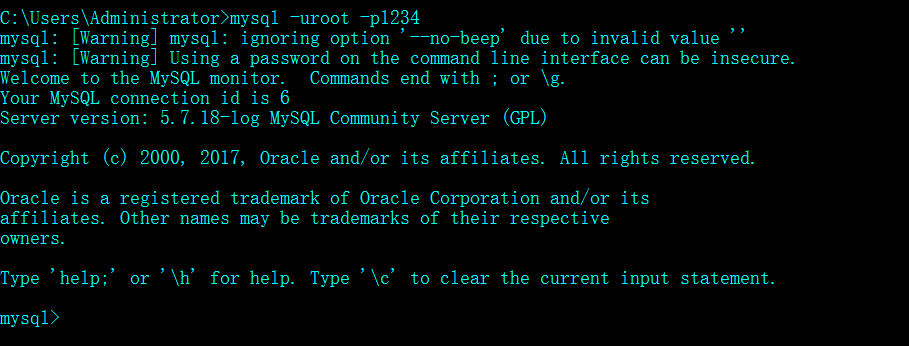 C:\Users\Administrator>mysql -uroot -p1234
mysql: [Warning] mysql: ignoring option '--no-beep' due to invalid value ''
mysql: [Warning] Using a password on the command line interface can be insecure.
Welcome to the MySQL monitor.  Commands end with ; or \g.
Your MySQL connection id is 6
Server version: 5.7.18-log MySQL Community Server (GPL)
Copyright (c) 2000, 2017, Oracle and/or its affiliates. All rights reserved.
Oracle is a registered trademark of Oracle Corporation and/or its
affiliates. Other names may be trademarks of their respective
owners.
Type 'help;' or '\h' for help. Type '\c' to clear the current input statement.
mysql>